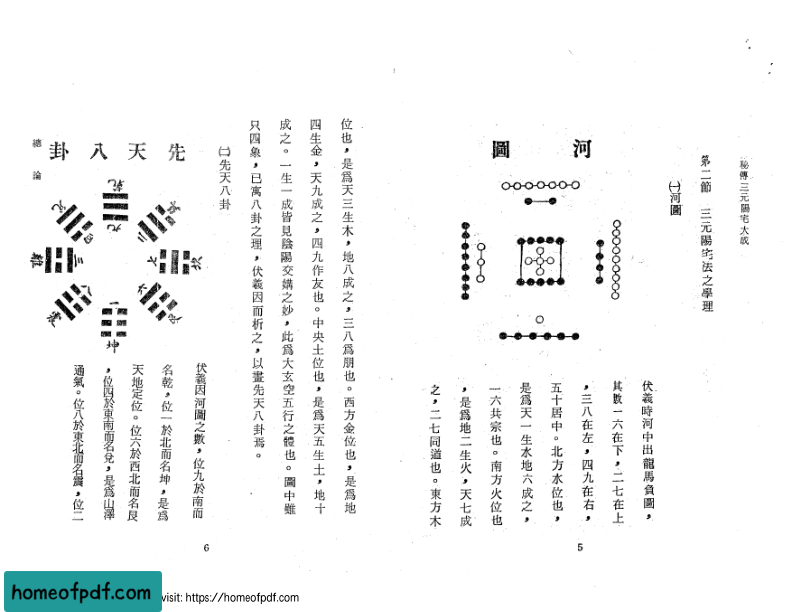 秘傳三元陽宅大成
第二節　三元陽宅法之學理
㈠河圖
河圖
伏羲時河中出龍馬負圖，
其數一六在下，二七在上
，三八在左，四九在右，
五十居中。北方水位也，
是爲天一生水地六成之，
一六共宗也。南方火位也
，是爲地二生火，天七成
之，二七同道也。東方木
5
位也，是爲天三生木，地八成之，三八爲朋也。西方金位也，是爲地
四生金，天九成之，四九作友也。中央土位也，是爲天五生土，地十
成之。一生一成皆見陰陽交媾之妙，此爲大玄空五行之體也。圖中雖
只四象，已寓八卦之理，伏羲因而析之，以畫先天八卦焉。
㈡先天八卦
先天八卦
乾
九
四
三
八
一
坤
六
七
伏羲因河圖之數，位九於南而
名乾，位一於北而名坤，是爲
天地定位。位六於西北而名艮
，位四於東南而名兌，是爲山澤
通氣。位八於東北而名震，位二
總論
6
homeofpdf.com
visit: https://homeofpdf.com